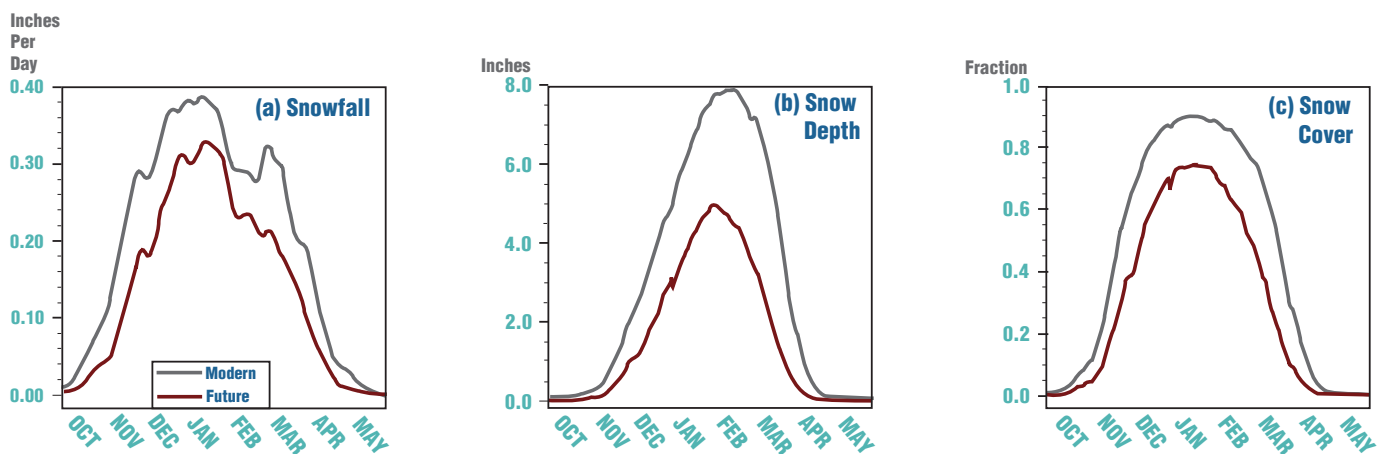 Inches
Per
Day
0.40
0.30
0.20
0.10
0.00
(a) Snowfall
Modern
Future
OCT
NOV
DEC
JAN
FEB
MAR
APR
MAY
Inches
8.0
6.0
4.0
2.0
0.0
(b) Snow
Depth
OCT
NOV
DEC
JAN
FEB
MAR
APR
MAY
Fraction
1.0
0.8
0.6
0.4
0.2
0.0
(c) Snow
Cover
OCT
NOV
DEC
JAN
FEB
MAR
APR
MAY